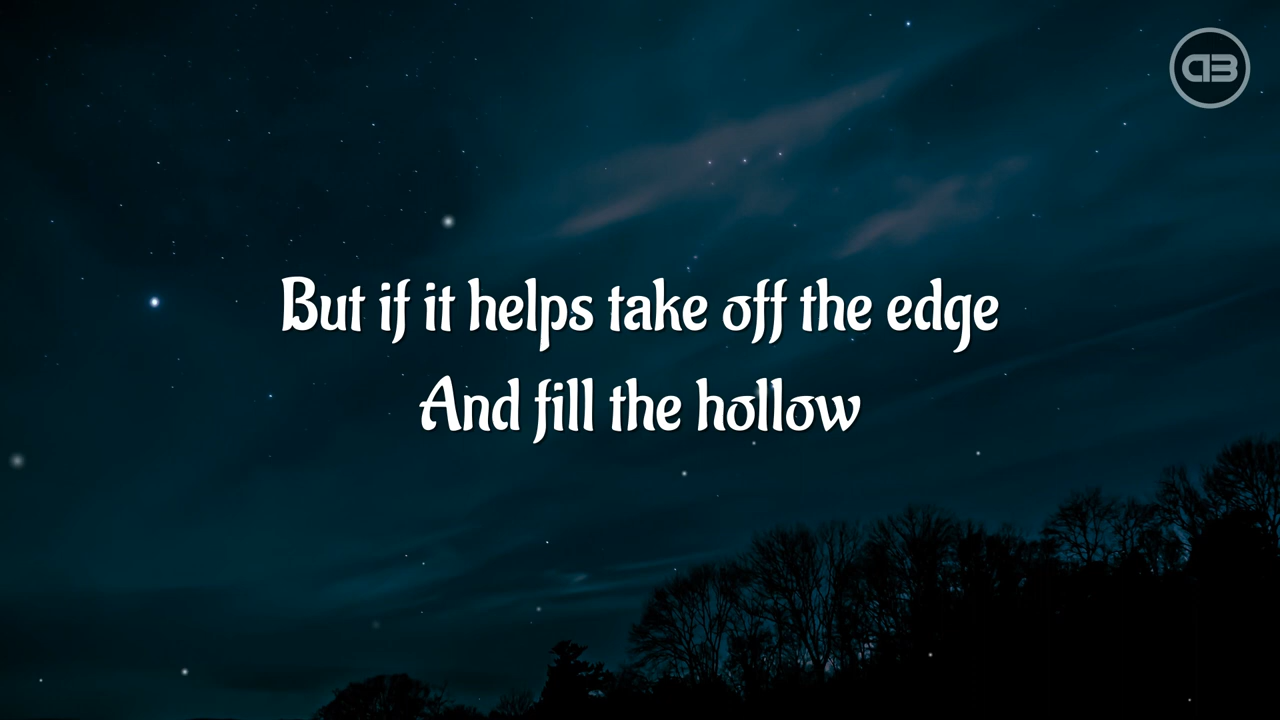 But if it helps take off the edge
And fill the hollow